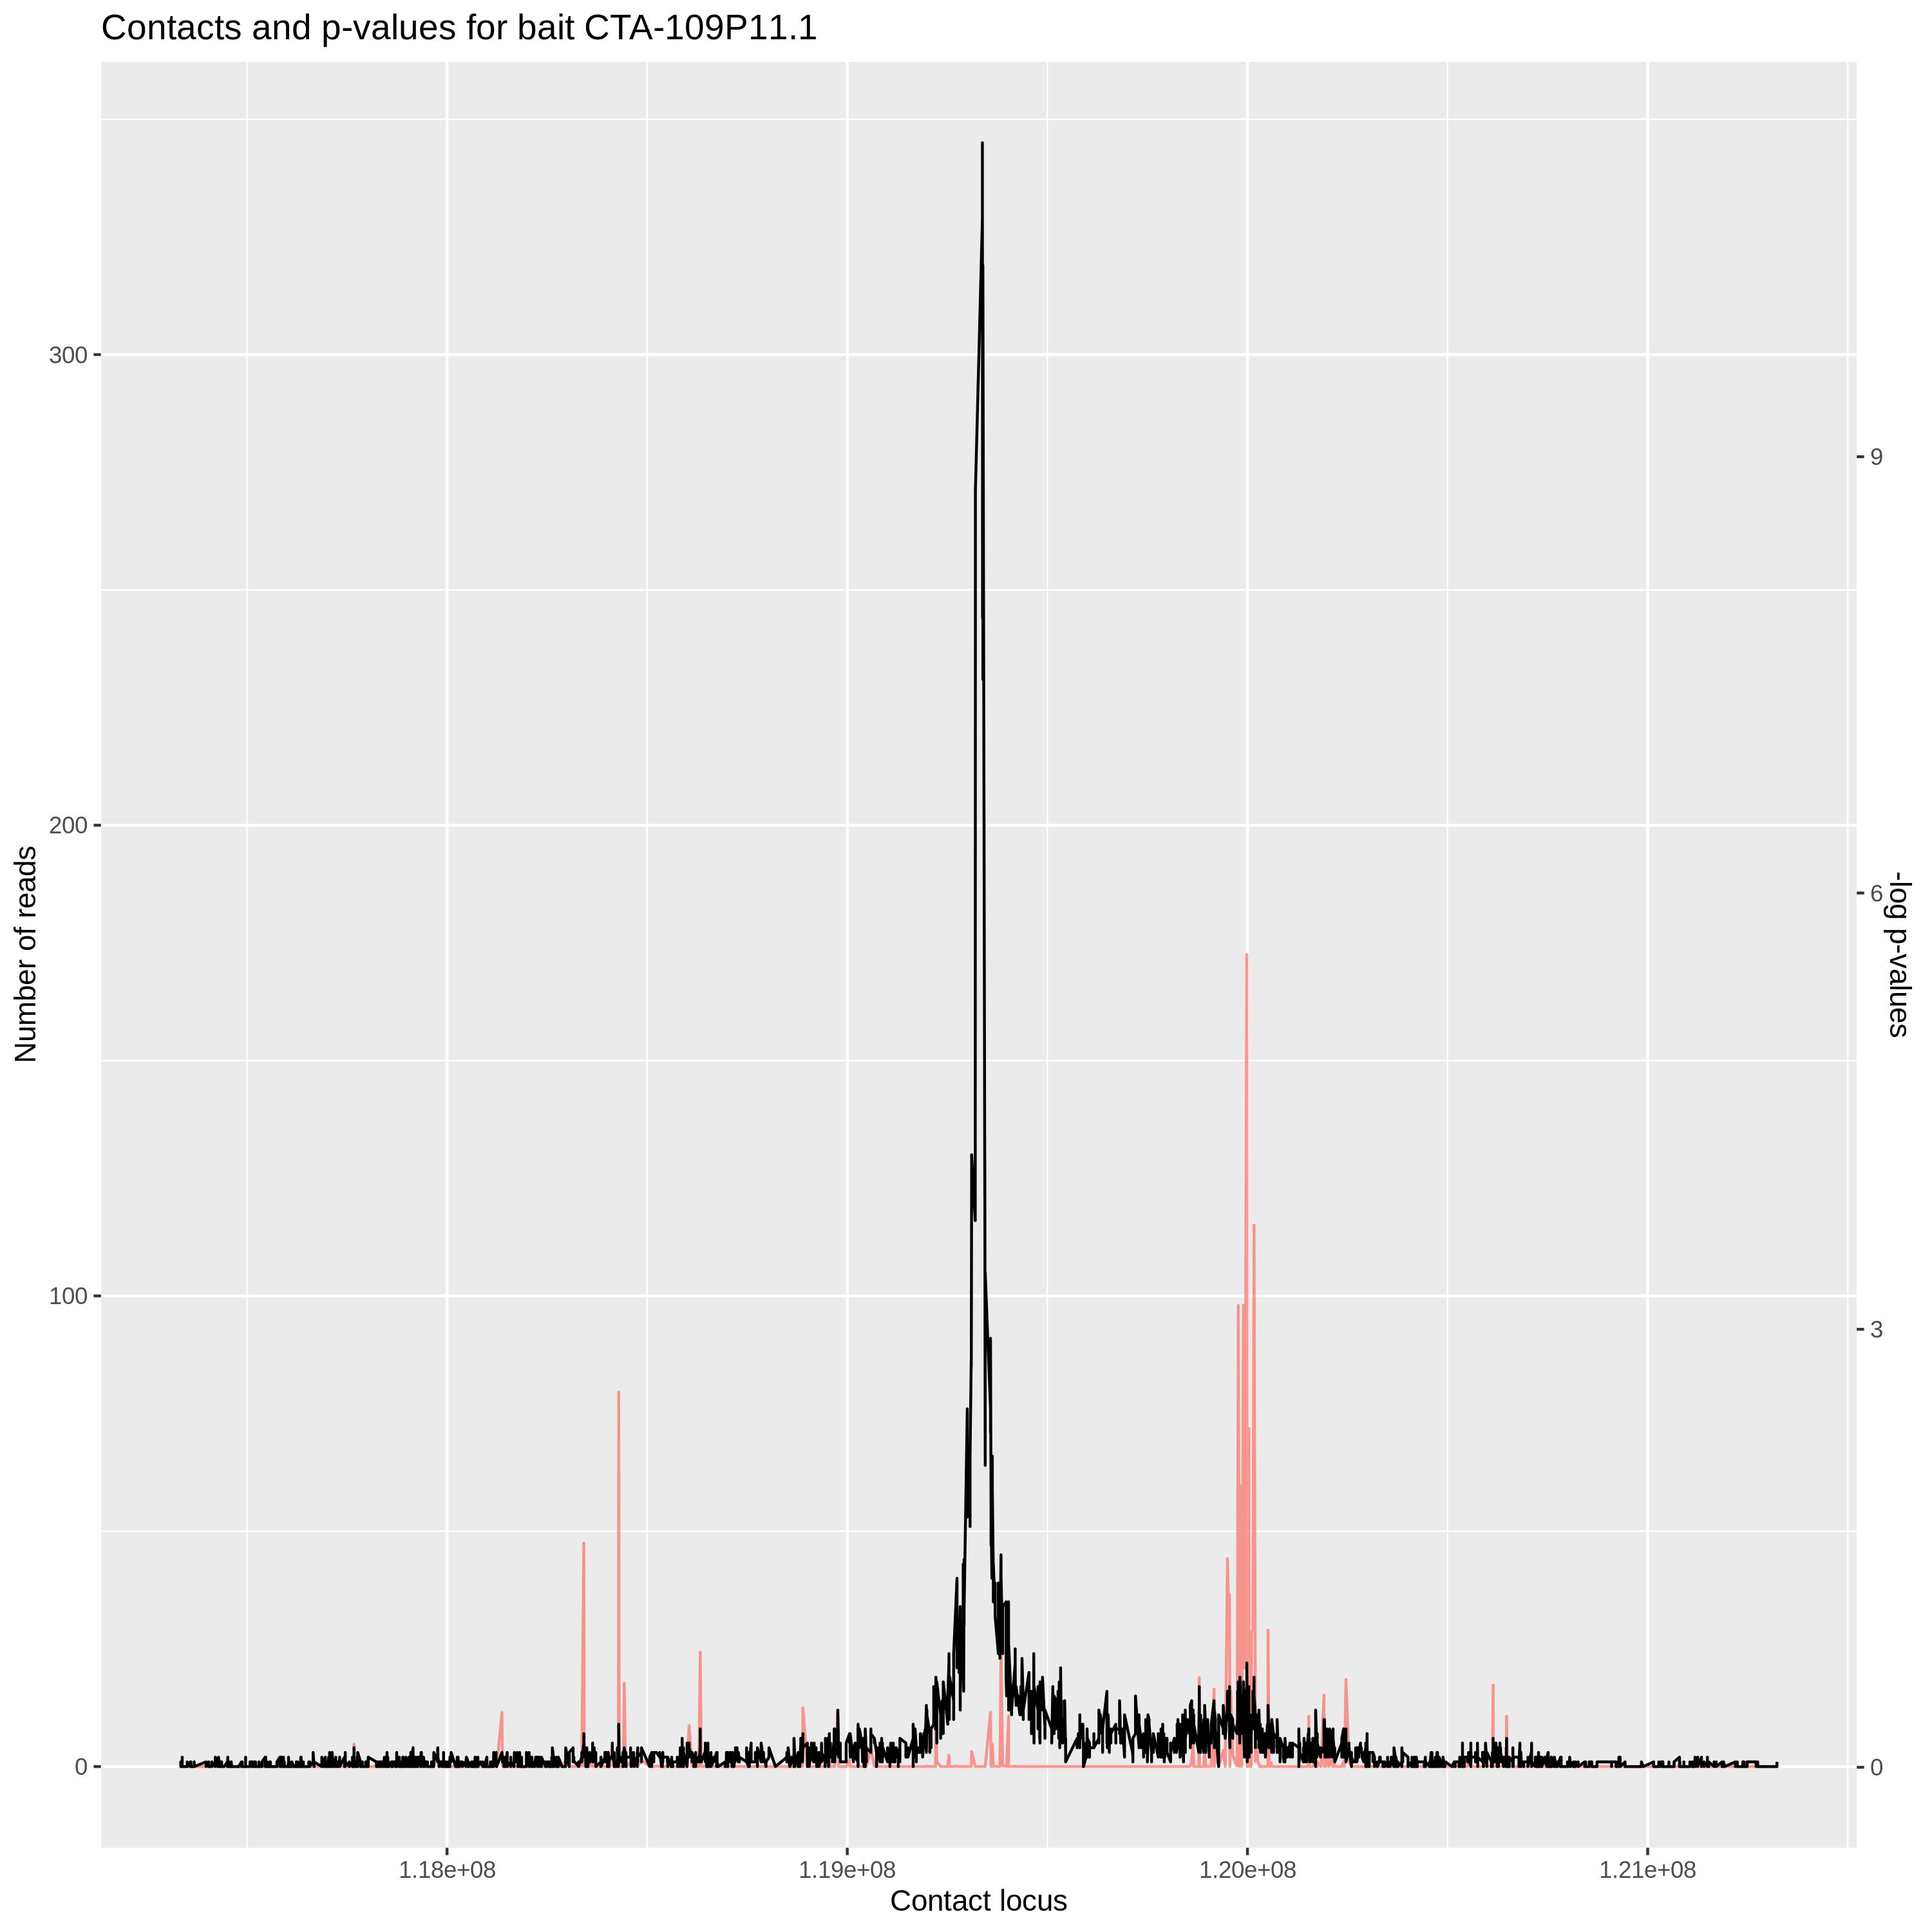 Contacts and p-values for bait CTA-109P11.1
300
200
100
0
Number of reads
9
6
3
0
-log p-values
1.18e+08
1.19e+08
1.20e+08
1.21e+08
Contact locus